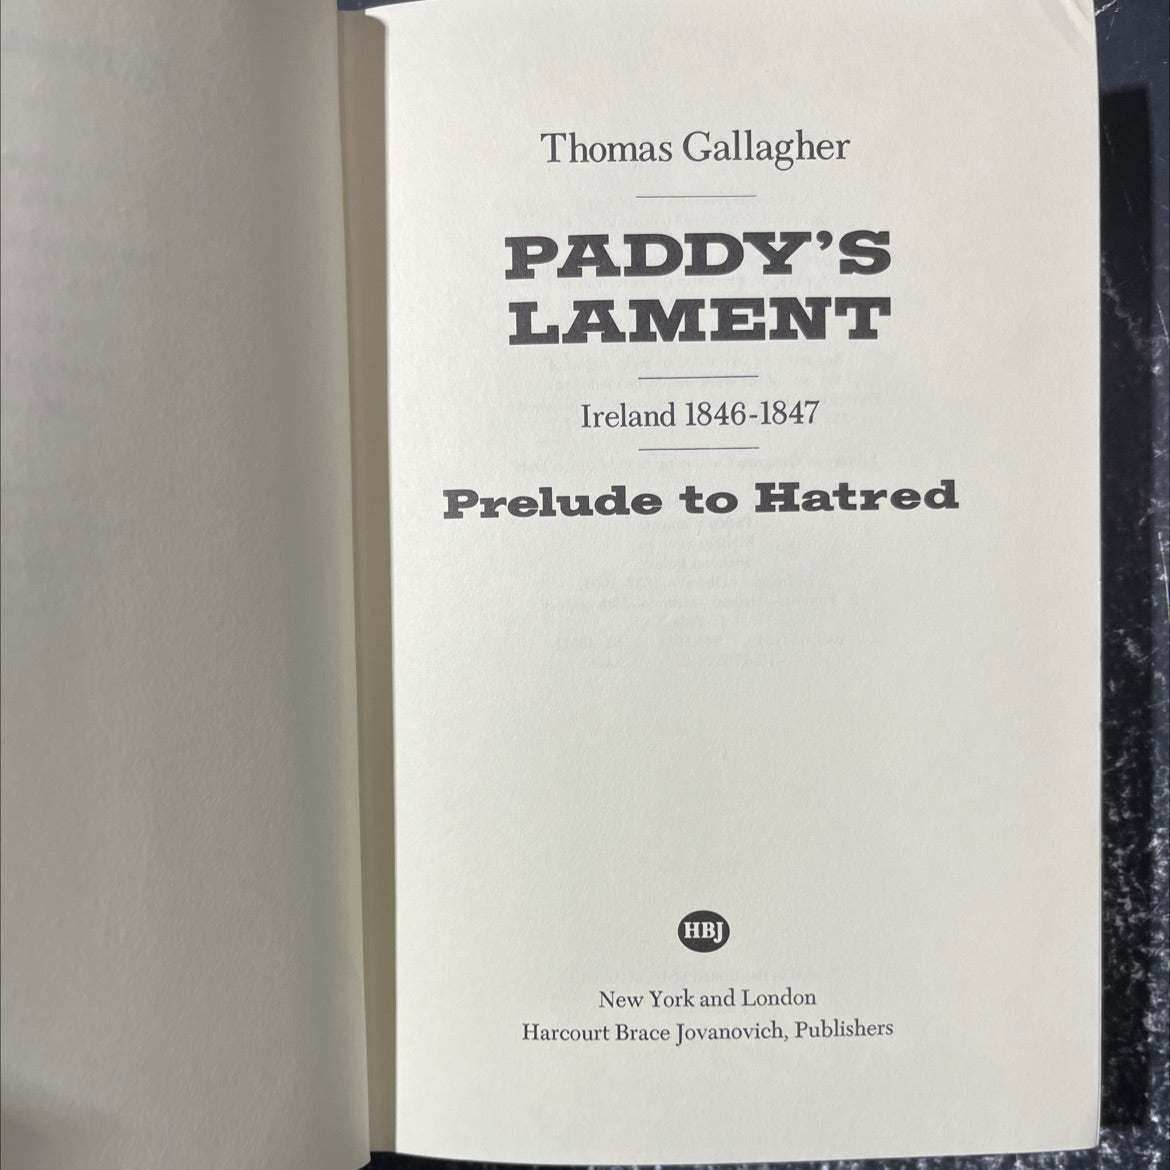 Thomas Gallagher
PADDY'S
LAMENT
Ireland 1846-1847
Prelude to Hatred
HBJ
New York and London
Harcourt Brace Jovanovich, Publishers